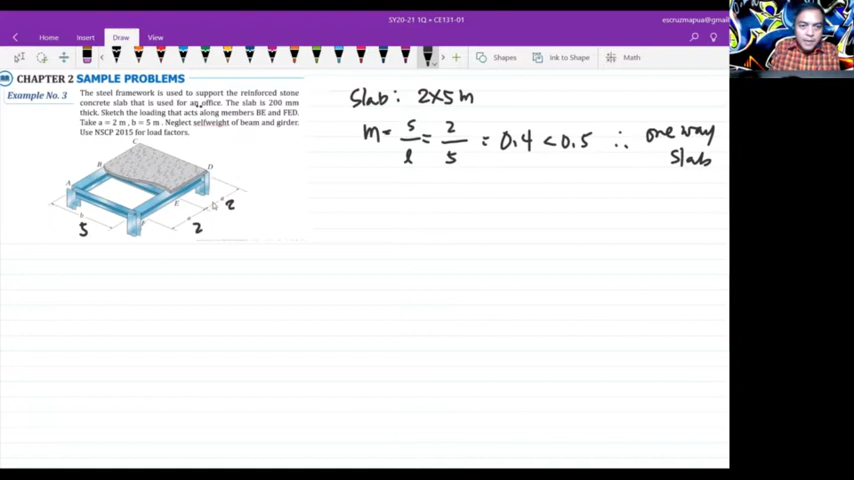 SY20-21 1Q » CE131-01
escruzmapua@gma
Home Insert Draw View
Shapes Ink to Shape Math
CHAPTER 2 SAMPLE PROBLEMS
Example No. 3
The steel framework is used to support the reinforced stone
concrete slab that is used for an office. The slab is 200 mm
thick. Sketch the loading that acts along members BE and FED.
Take a = 2 m , b = 5 m . Neglect selfweight of beam and girder.
Use NSCP 2015 for load factors.
C
B
D
A
E
a
2
b
a
F
5
2
Slab: 2x5 m
m = s/l = 2/5 = 0.4 < 0.5 ∴ one way
slab